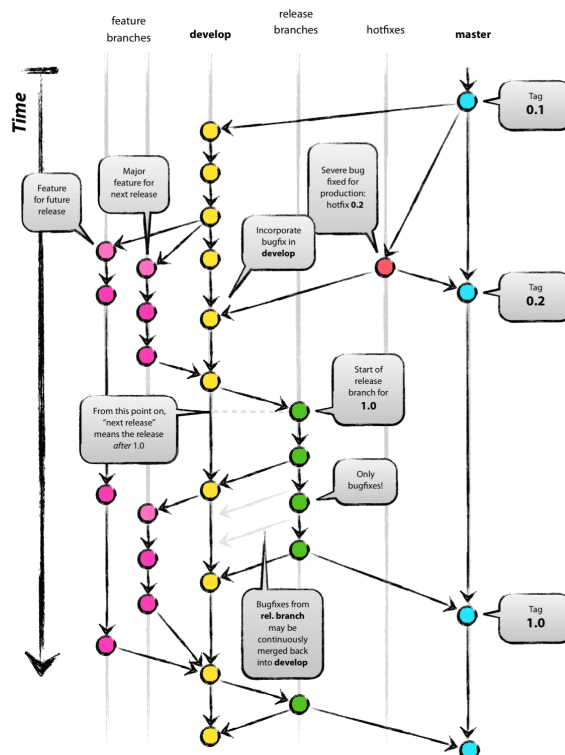 feature
branches
develop
release
branches
hotfixes
master
Time
Tag
0.1
Feature
for future
release
Major
feature for
next release
Severe bug
fixed for
production:
hotfix 0.2
Incorporate
bugfix in
develop
Tag
0.2
Start of
release
branch for
1.0
From this point on,
“next release”
means the release
after 1.0
Only
bugfixes!
Bugfixes from
rel. branch
may be
continuously
merged back
into develop
Tag
1.0